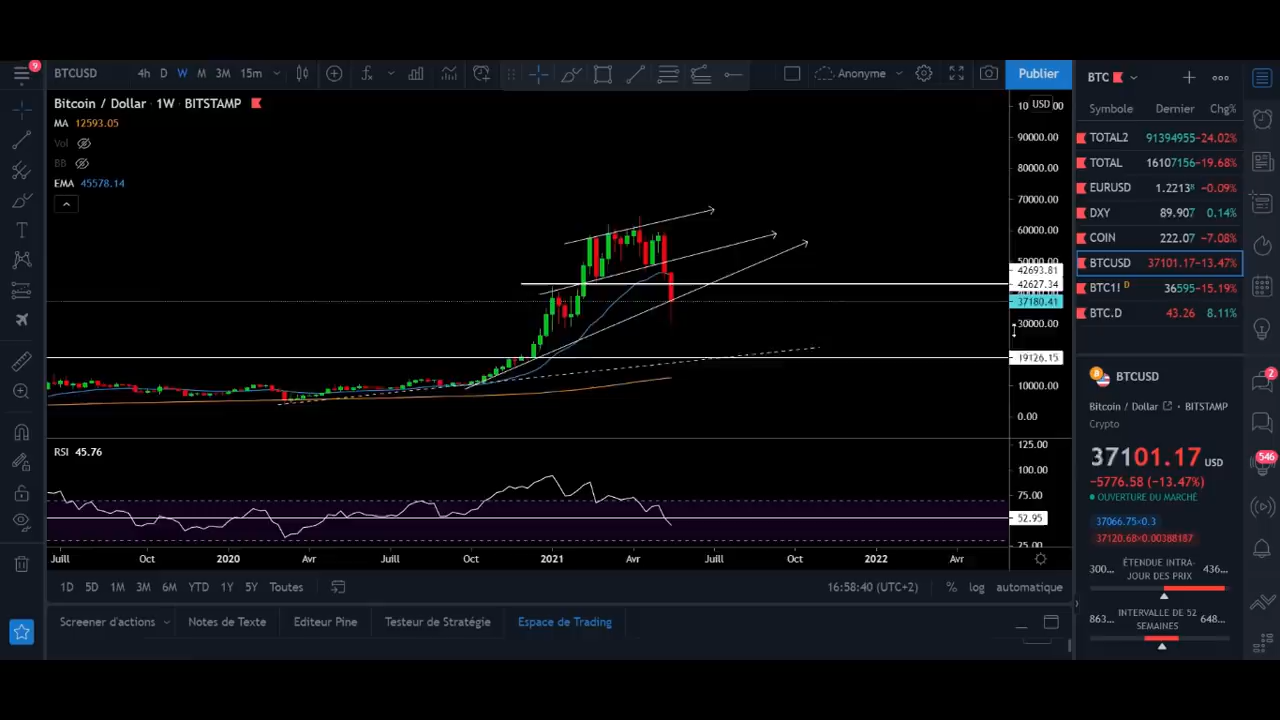 9
BTCUSD 4h D W M 3M 15m Anonyme Publier
Bitcoin / Dollar · 1W · BITSTAMP
MA 12593.05
Vol
BB
EMA 45578.14
USD
90000.00
80000.00
70000.00
60000.00
42693.81
42627.34
37180.41
30000.00
19126.15
10000.00
0.00
RSI 45.76
125.00
100.00
75.00
52.95
25.00
Juill Oct 2020 Avr Juill Oct 2021 Avr Juill Oct 2022 Avr
1D 5D 1M 3M 6M YTD 1Y 5Y Toutes 16:58:40 (UTC+2) % log automatique
Screener d'actions Notes de Texte Editeur Pine Testeur de Stratégie Espace de Trading
BTC
Symbole Dernier Chg%
TOTAL2 91394955 −24.02%
TOTAL 16107156 −19.68%
EURUSD 1.2213⁸ −0.09%
DXY 89.907 0.14%
COIN 222.07 −7.08%
BTCUSD 37101.17 −13.47%
BTC1! D 36595 −15.19%
BTC.D 43.26 8.11%
BTCUSD
Bitcoin / Dollar • BITSTAMP
Crypto
37101.17 USD
−5776.58 (−13.47%)
OUVERTURE DU MARCHÉ
37066.75×0.3
37120.68×0.00388187
300... ÉTENDUE INTRA-JOUR DES PRIX 436...
863... INTERVALLE DE 52 SEMAINES 648...
2
546